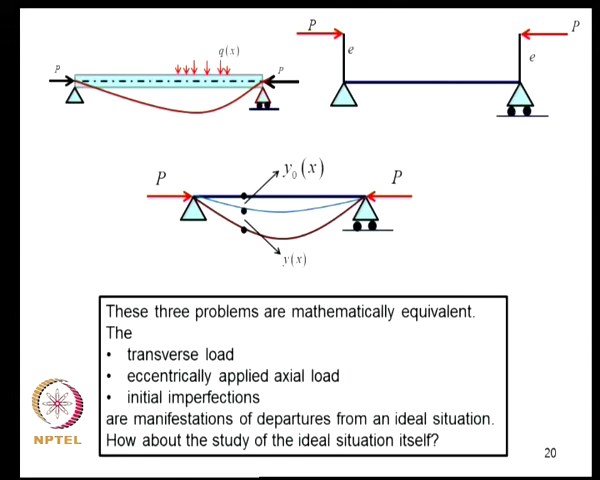 P
q(x)
P
P
e
P
e
P
y₀(x)
P
y(x)
These three problems are mathematically equivalent.
The
• transverse load
• eccentrically applied axial load
• initial imperfections
are manifestations of departures from an ideal situation.
How about the study of the ideal situation itself?
NPTEL
20